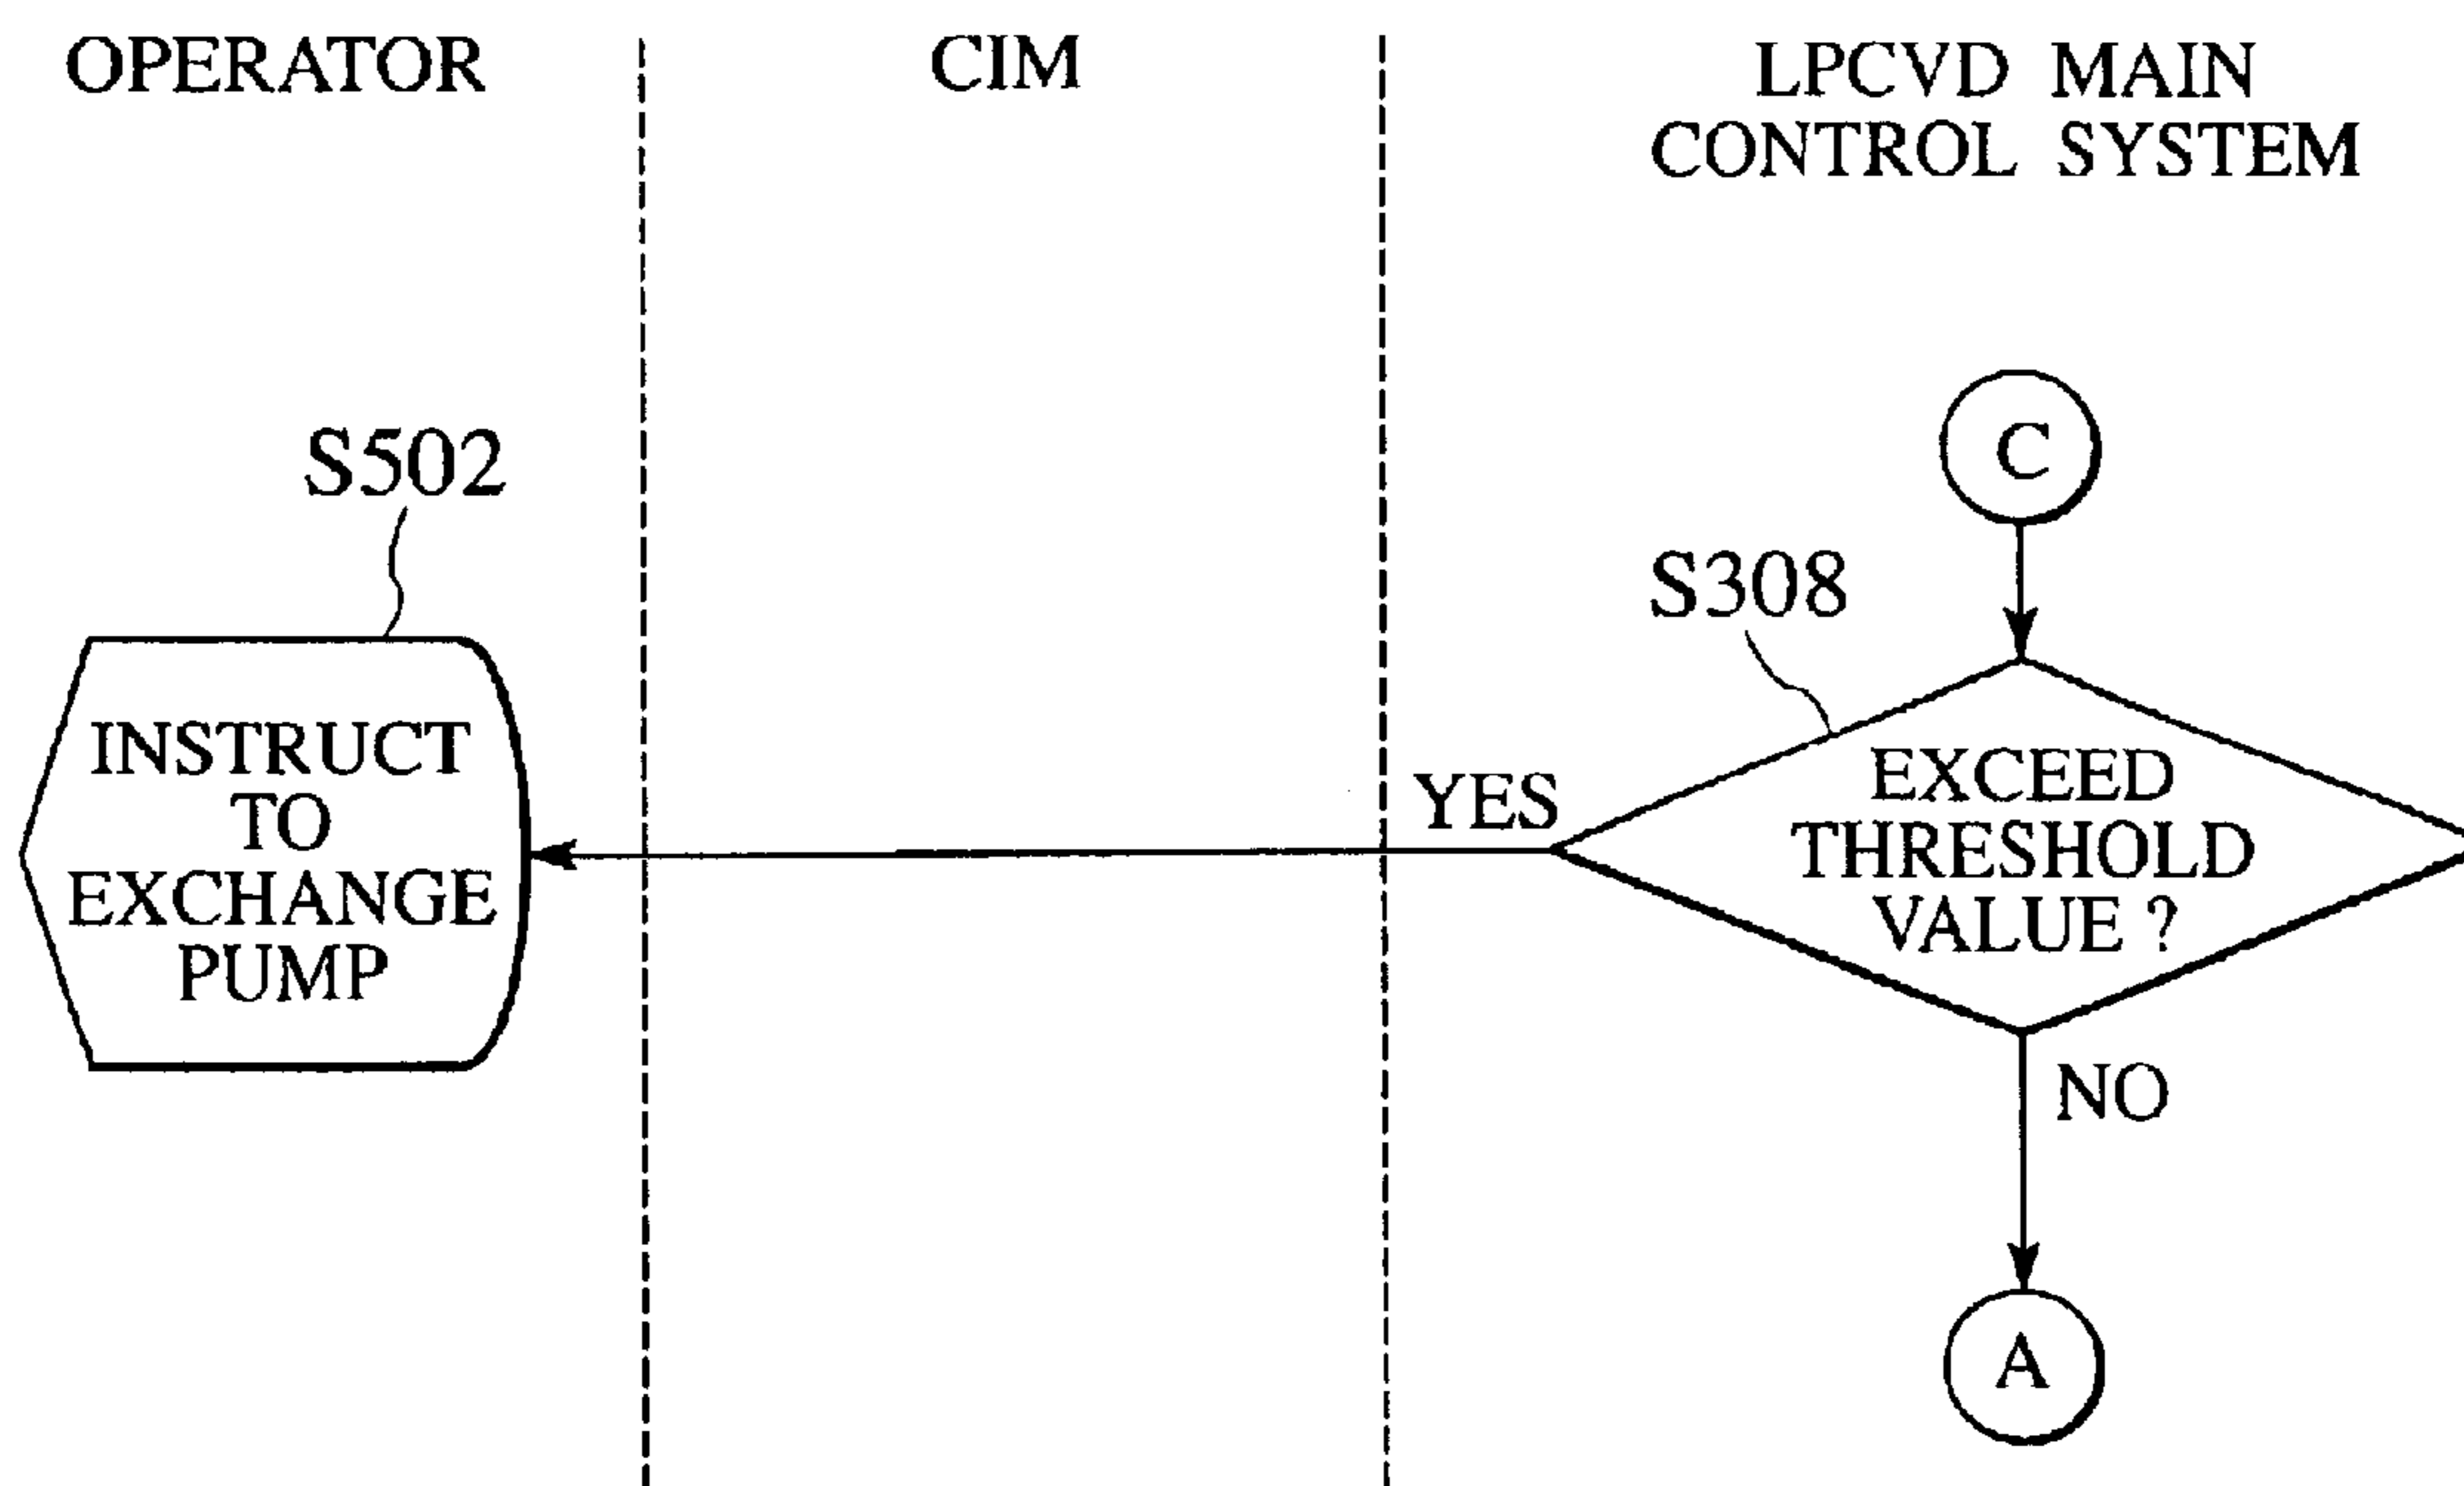 OPERATOR
CIM
LPCVD MAIN
CONTROL SYSTEM
C
S502
S308
INSTRUCT
TO
EXCHANGE
PUMP
YES
EXCEED
THRESHOLD
VALUE ?
NO
A